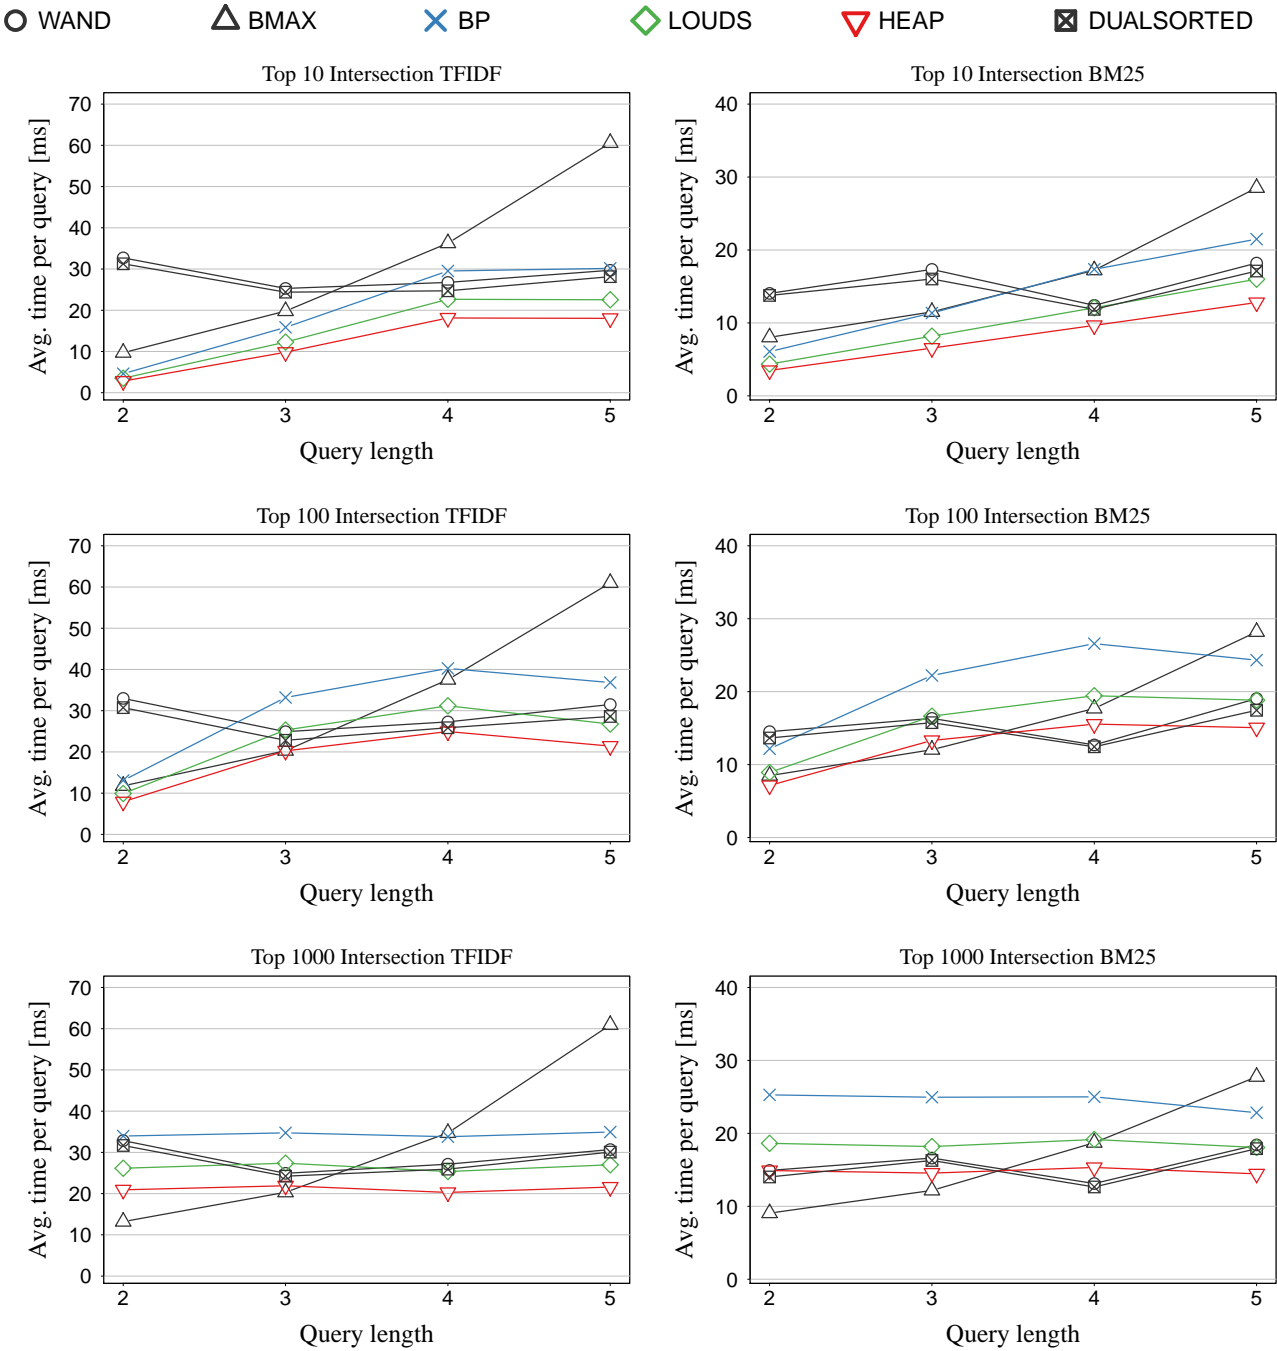 WAND BMAX BP LOUDS HEAP DUALSORTED
Top 10 Intersection TFIDF
Avg. time per query [ms]
70
60
50
40
30
20
10
0
2 3 4 5
Query length
Top 10 Intersection BM25
Avg. time per query [ms]
40
30
20
10
0
2 3 4 5
Query length
Top 100 Intersection TFIDF
Avg. time per query [ms]
70
60
50
40
30
20
10
0
2 3 4 5
Query length
Top 100 Intersection BM25
Avg. time per query [ms]
40
30
20
10
0
2 3 4 5
Query length
Top 1000 Intersection TFIDF
Avg. time per query [ms]
70
60
50
40
30
20
10
0
2 3 4 5
Query length
Top 1000 Intersection BM25
Avg. time per query [ms]
40
30
20
10
0
2 3 4 5
Query length